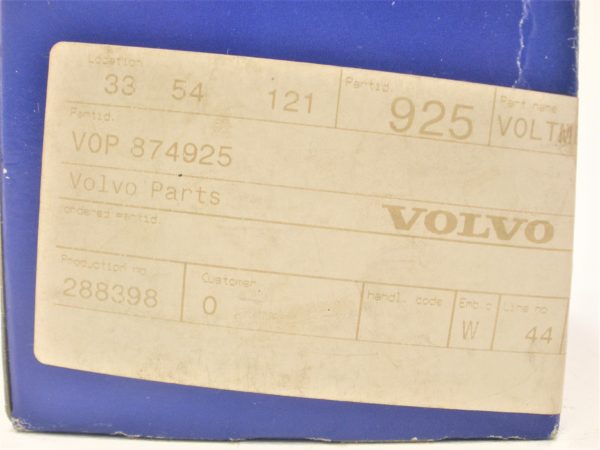 Location Partid. Part name
33 54 121 925 VOLTM
Partid.
VOP 874925
Volvo Parts
VOLVO
ordered partid.
Production no Customer handl. code Emb.c Line no
288398 0 W 44